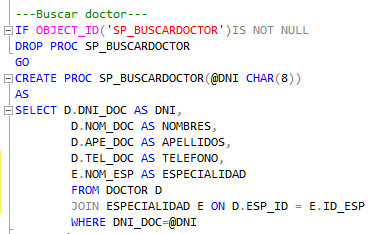 ---Buscar doctor---
IF OBJECT_ID('SP_BUSCARDOCTOR')IS NOT NULL
DROP PROC SP_BUSCARDOCTOR
GO
CREATE PROC SP_BUSCARDOCTOR(@DNI CHAR(8))
AS
SELECT D.DNI_DOC AS DNI,
D.NOM_DOC AS NOMBRES,
D.APE_DOC AS APELLIDOS,
D.TEL_DOC AS TELEFONO,
E.NOM_ESP AS ESPECIALIDAD
FROM DOCTOR D
JOIN ESPECIALIDAD E ON D.ESP_ID = E.ID_ESP
WHERE DNI_DOC=@DNI